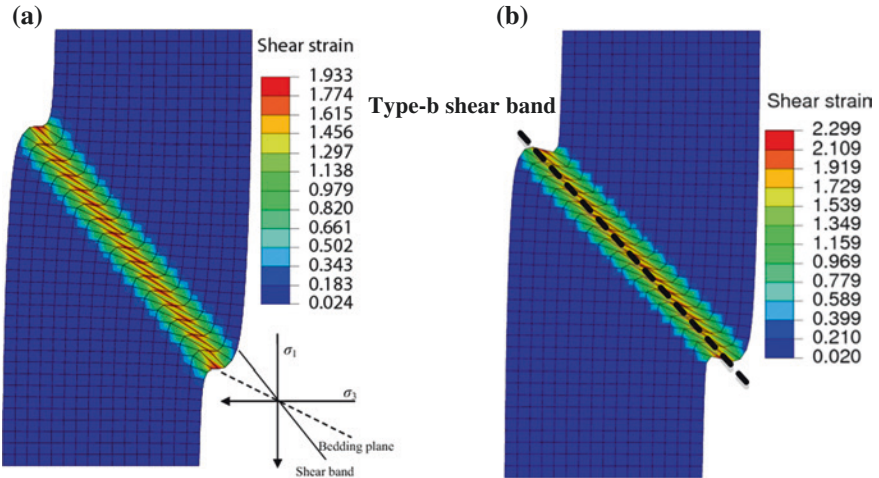 (a)
Shear strain
1.933
1.774
1.615
1.456
1.297
1.138
0.979
0.820
0.661
0.502
0.343
0.183
0.024
σ1
σ3
Bedding plane
Shear band
(b)
Type-b shear band
Shear strain
2.299
2.109
1.919
1.729
1.539
1.349
1.159
0.969
0.779
0.589
0.399
0.210
0.020